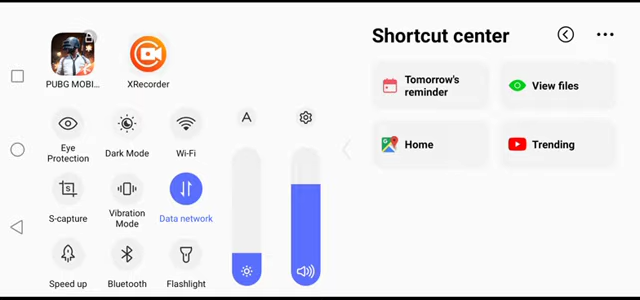 Shortcut center
PUBG MOBI...
XRecorder
Tomorrow's
reminder
View files
Home
Trending
A
Eye
Protection
Dark Mode
Wi-Fi
S-capture
Vibration
Mode
Data network
Speed up
Bluetooth
Flashlight